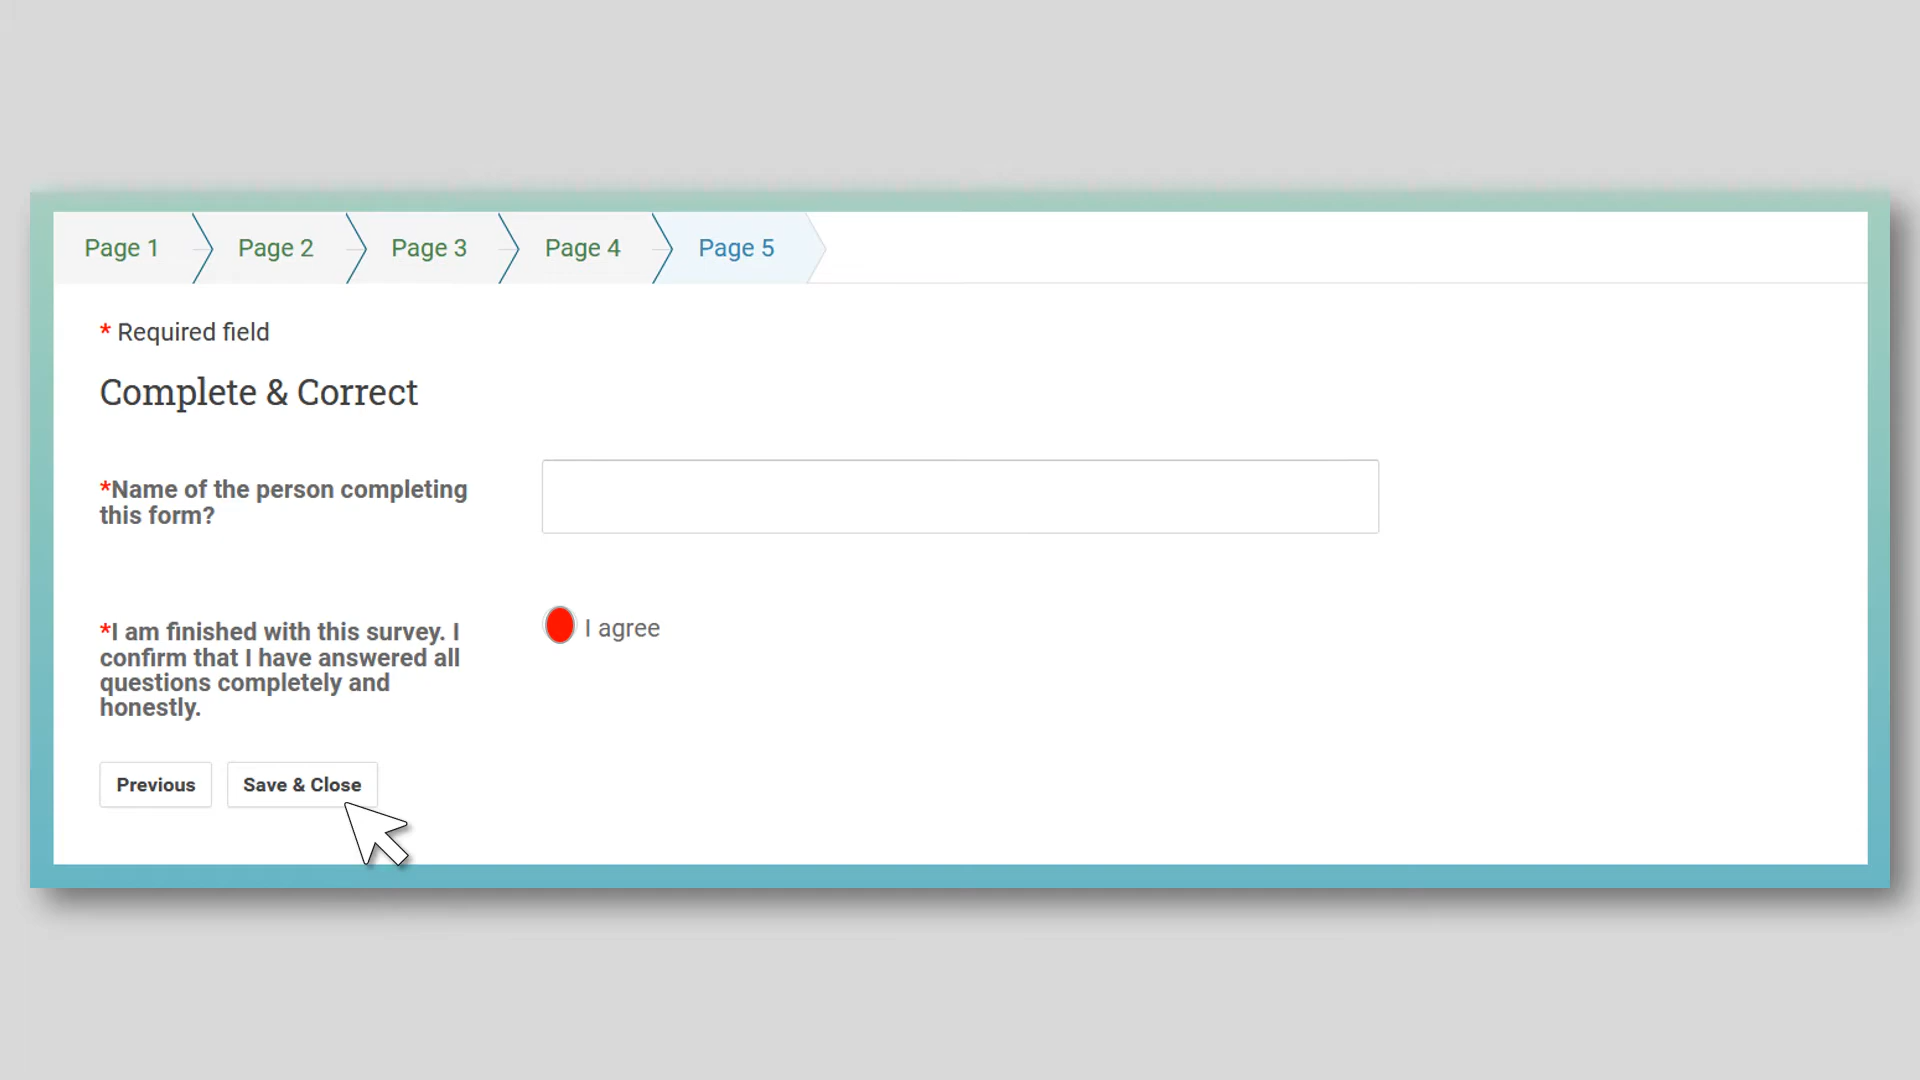 Page 1
Page 2
Page 3
Page 4
Page 5
* Required field
Complete & Correct
*Name of the person completing
this form?
*I am finished with this survey. I
confirm that I have answered all
questions completely and
honestly.
I agree
Previous
Save & Close